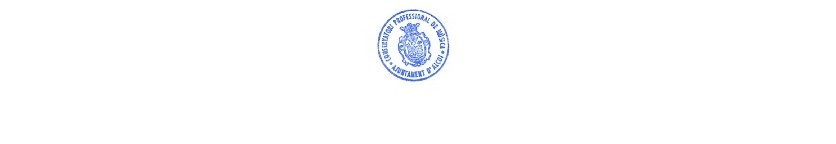 CONSERVATORI PROFESSIONAL DE MÚSICA
* AJUNTAMENT D'ALCOI *